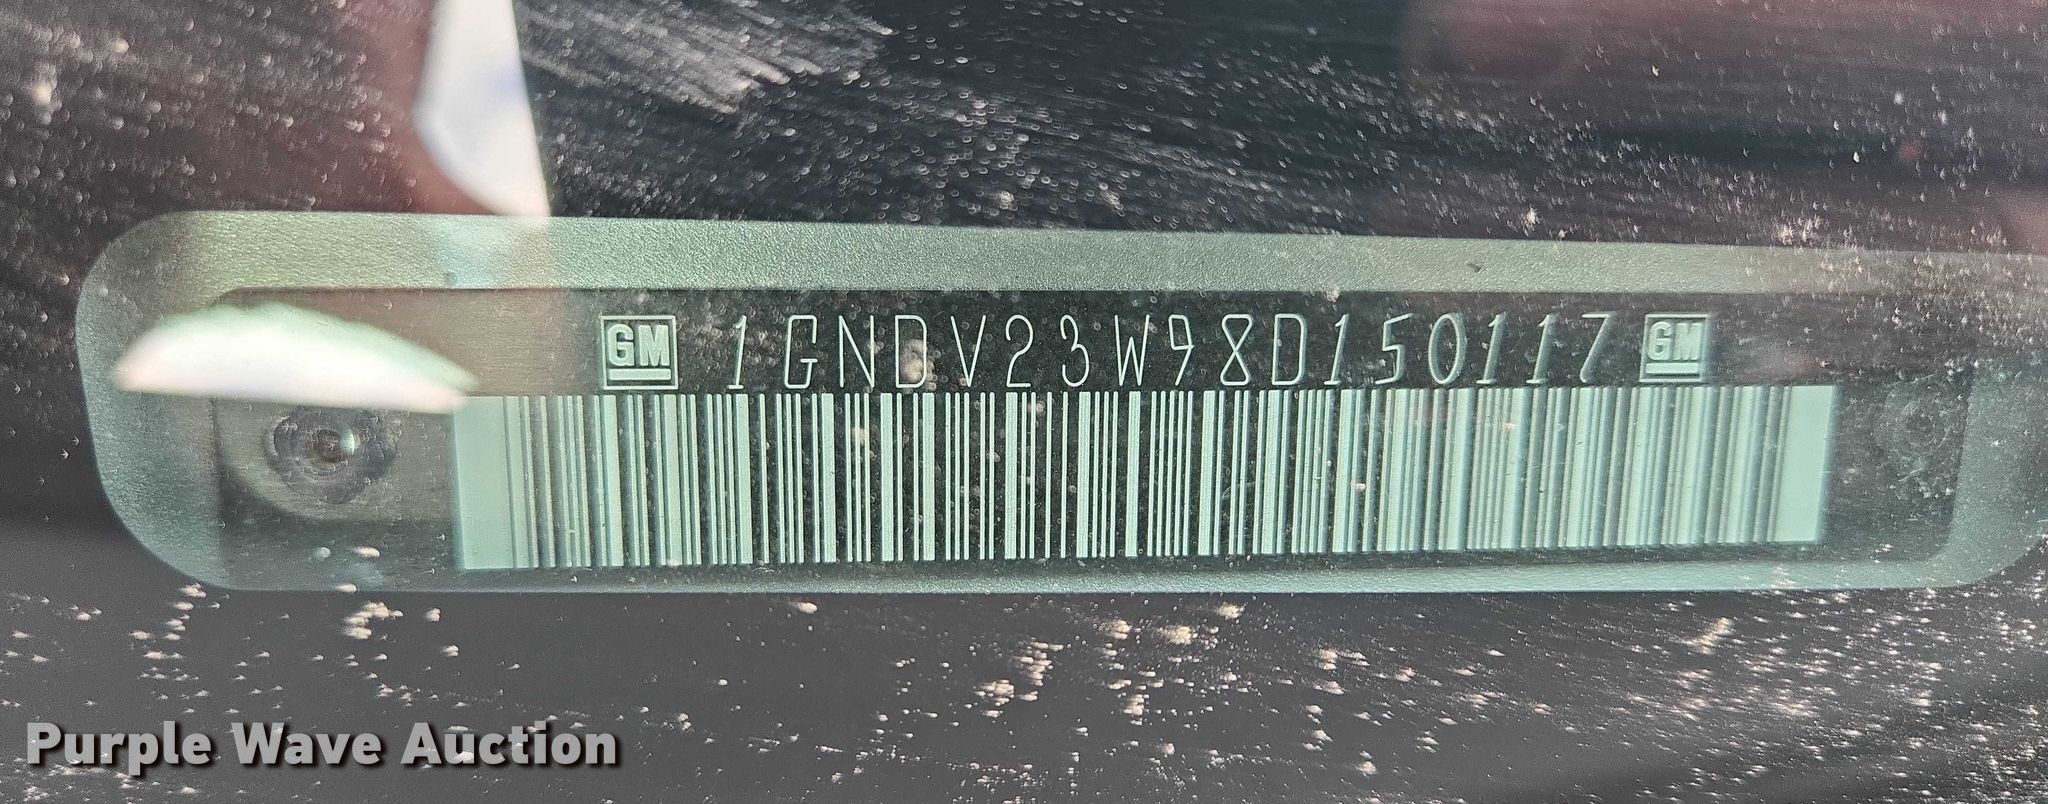 GM 1GNDV23W98D150117 GM
Purple Wave Auction